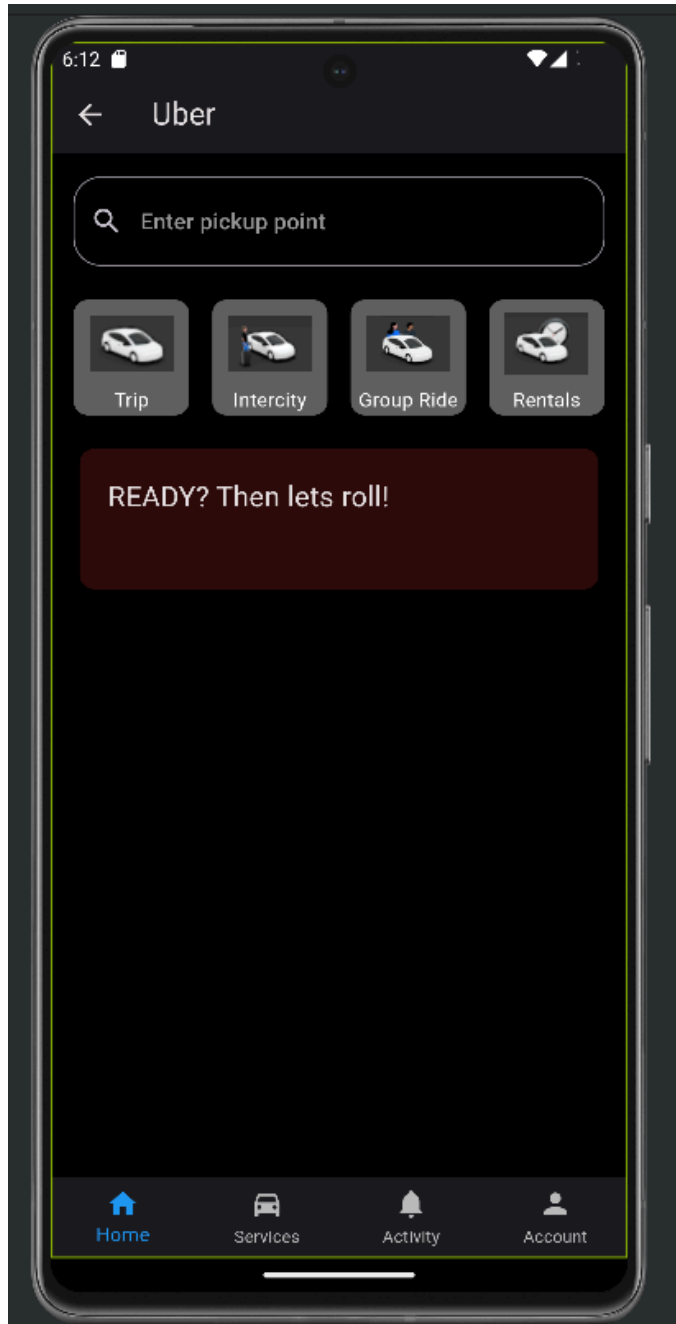 6:12
Uber
Enter pickup point
Trip Intercity Group Ride Rentals
READY? Then lets roll!
Home Services Activity Account